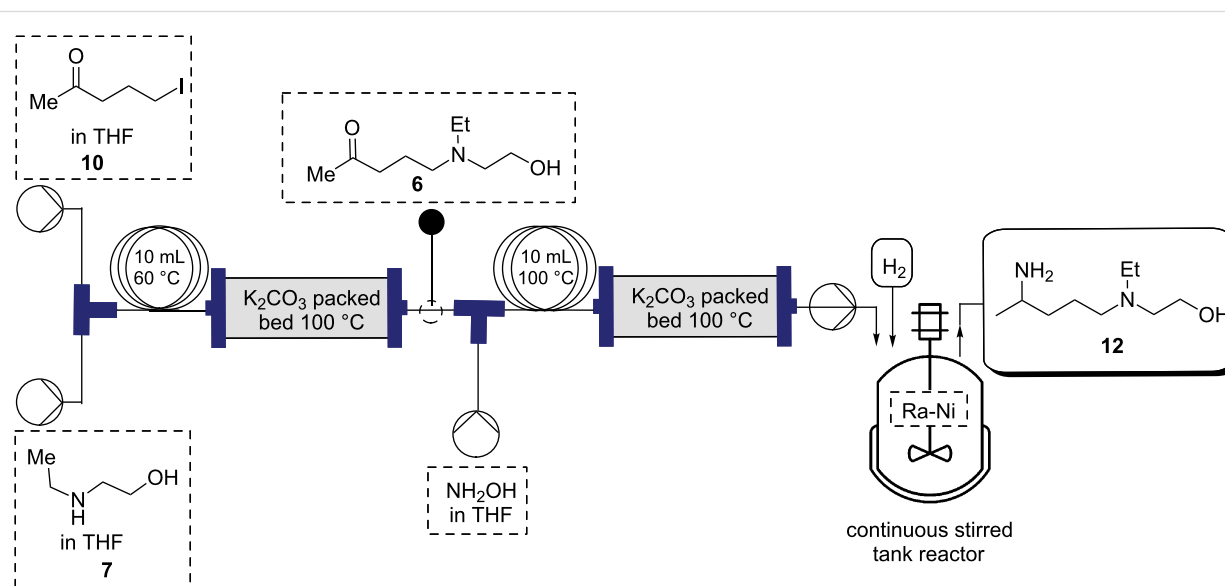 O
Me
I
in THF
10
O
Et
N
Me
OH
6
10 mL
60 °C
K2CO3 packed
bed 100 °C
10 mL
100 °C
K2CO3 packed
bed 100 °C
H2
NH2
Et
N
OH
12
Ra-Ni
Me
OH
N
H
in THF
7
NH2OH
in THF
continuous stirred
tank reactor